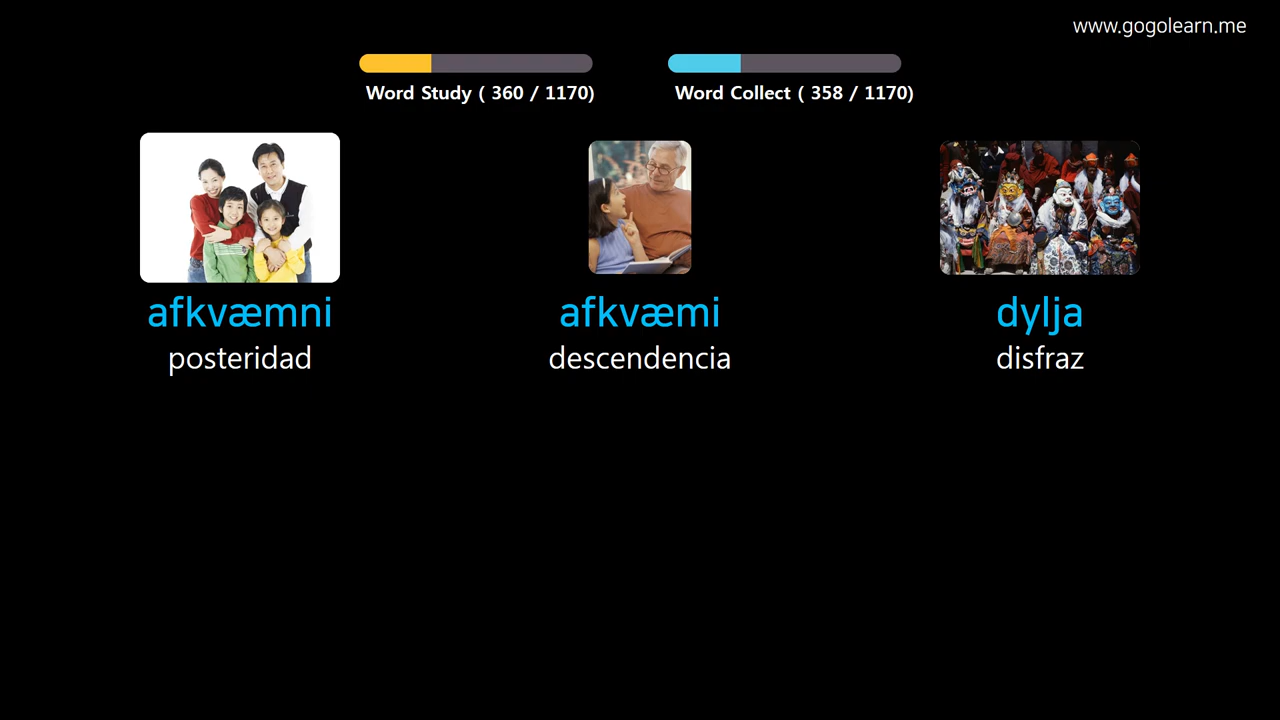 www.gogolearn.me
Word Study ( 360 / 1170)
Word Collect ( 358 / 1170)
afkvæmni
posteridad
afkvæmi
descendencia
dylja
disfraz